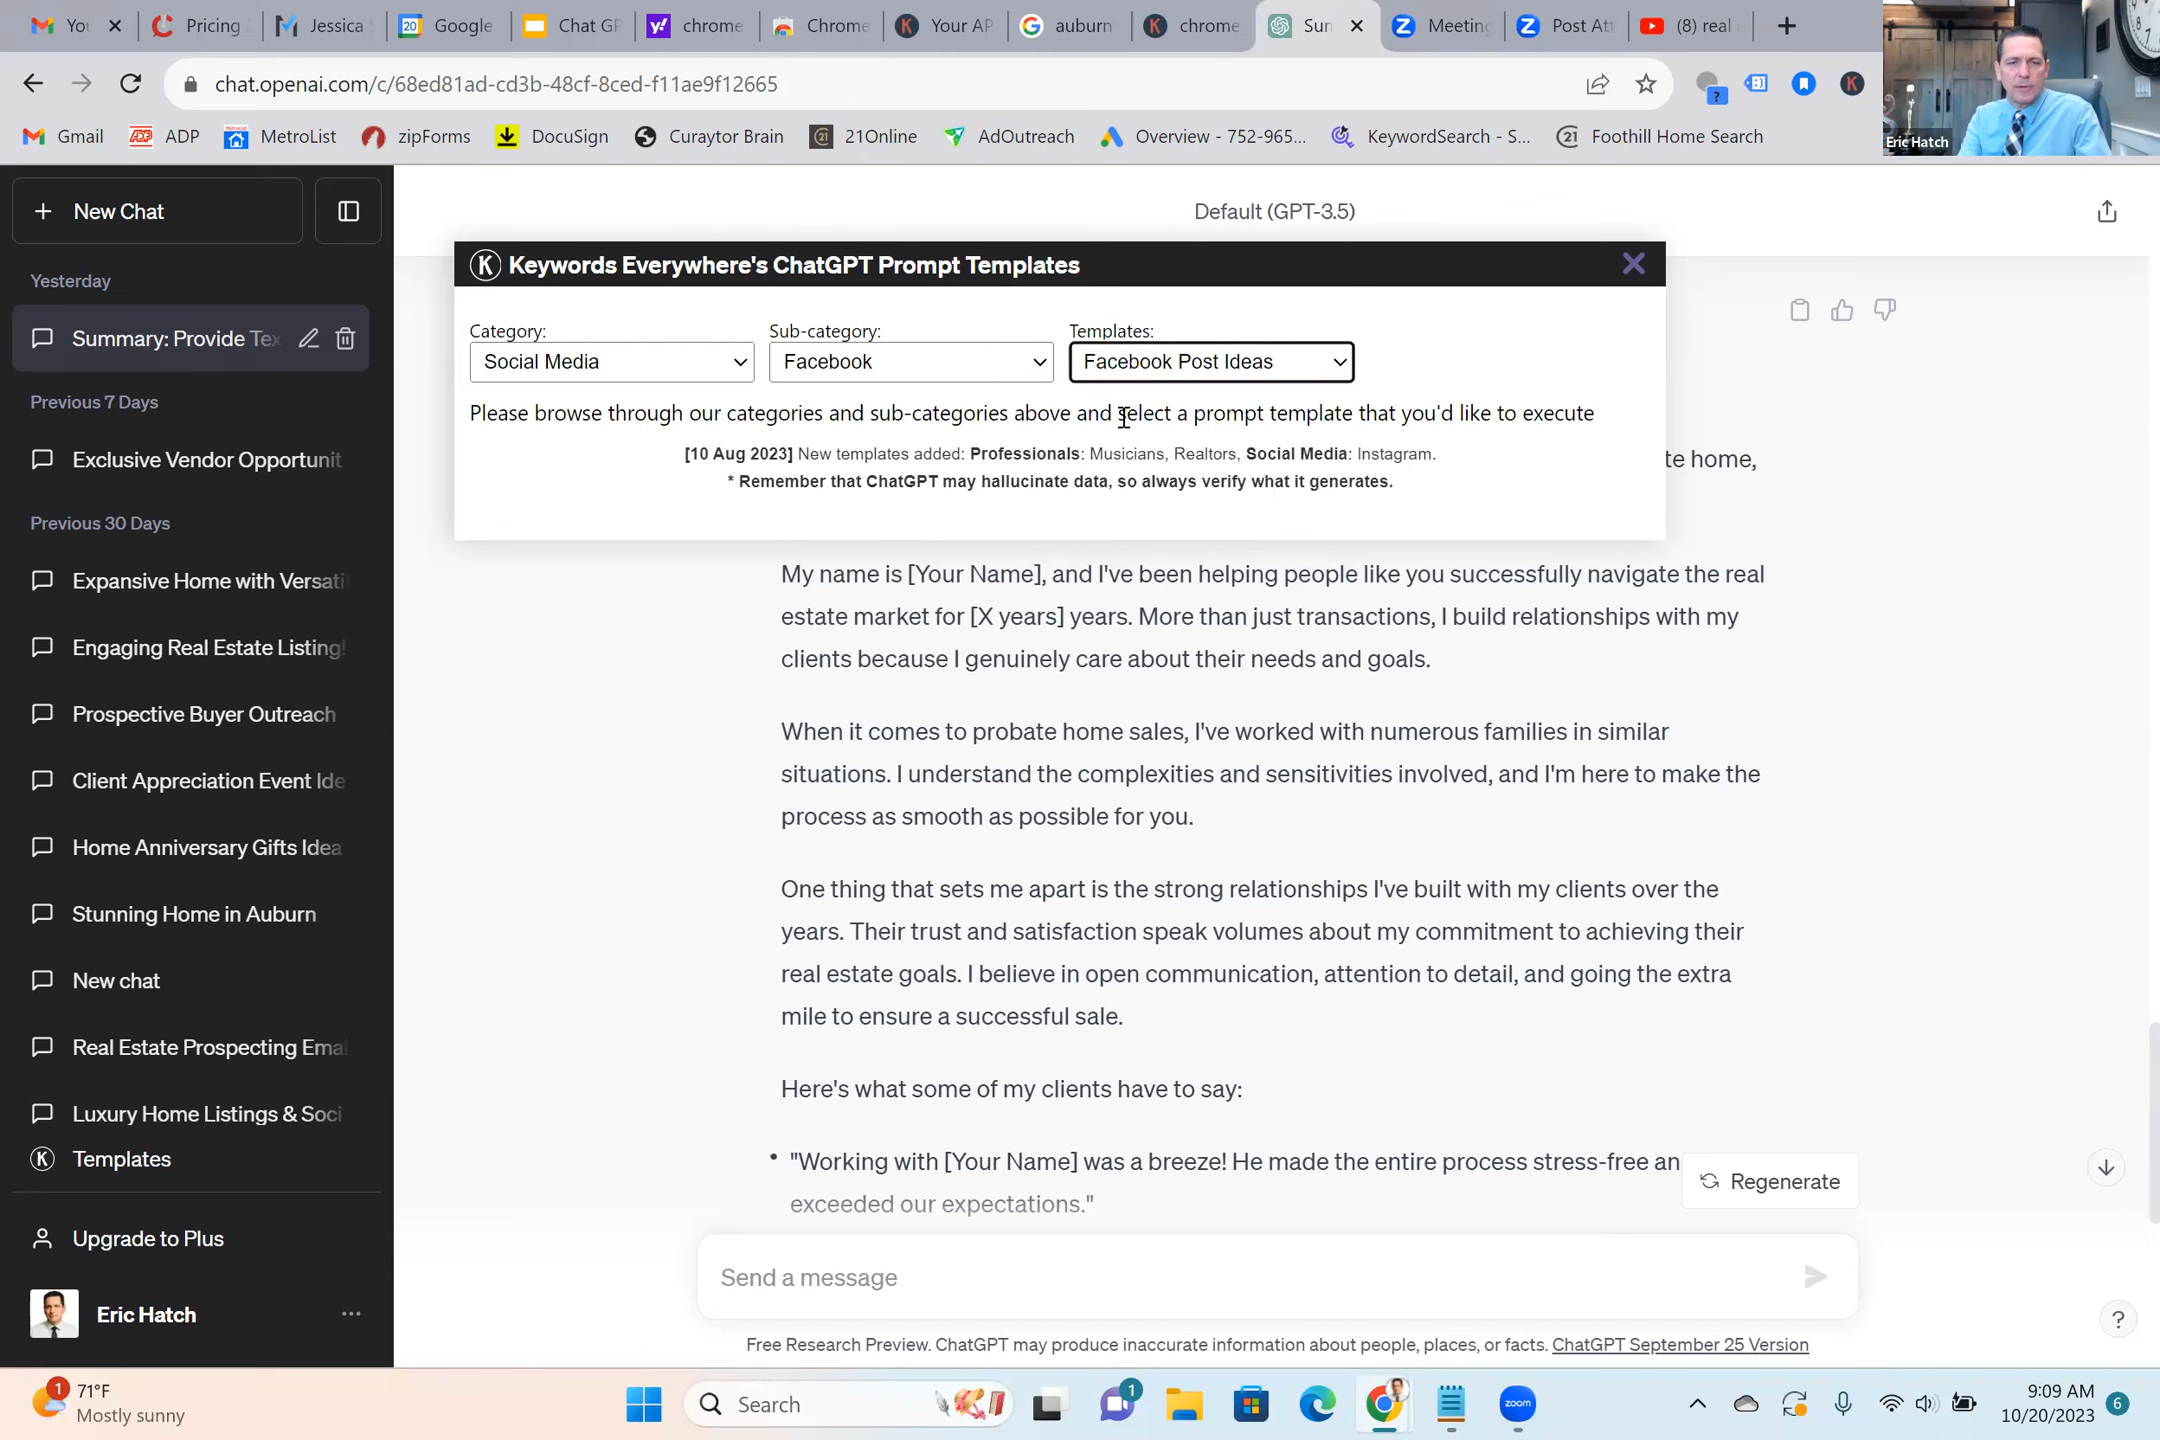 You
Pricing
Jessica
Google
Chat GP
chrome
Chrome
Your AP
auburn
chrome
Sun
Meeting
Post Att
(8) real
chat.openai.com/c/68ed81ad-cd3b-48cf-8ced-f11ae9f12665
Eric Hatch
Gmail
ADP
MetroList
zipForms
DocuSign
Curaytor Brain
21Online
AdOutreach
Overview - 752-965...
KeywordSearch - S...
Foothill Home Search
New Chat
Default (GPT-3.5)
Yesterday
Summary: Provide Tex
Previous 7 Days
Exclusive Vendor Opportunit
Previous 30 Days
Expansive Home with Versati
Engaging Real Estate Listing!
Prospective Buyer Outreach
Client Appreciation Event Ide
Home Anniversary Gifts Idea
Stunning Home in Auburn
New chat
Real Estate Prospecting Ema
Luxury Home Listings & Soci
Templates
Upgrade to Plus
Eric Hatch
Keywords Everywhere's ChatGPT Prompt Templates
Category:
Sub-category:
Templates:
Social Media
Facebook
Facebook Post Ideas
Please browse through our categories and sub-categories above and select a prompt template that you'd like to execute
[10 Aug 2023] New templates added: Professionals: Musicians, Realtors, Social Media: Instagram.
* Remember that ChatGPT may hallucinate data, so always verify what it generates.
te home,
My name is [Your Name], and I've been helping people like you successfully navigate the real
estate market for [X years] years. More than just transactions, I build relationships with my
clients because I genuinely care about their needs and goals.
When it comes to probate home sales, I've worked with numerous families in similar
situations. I understand the complexities and sensitivities involved, and I'm here to make the
process as smooth as possible for you.
One thing that sets me apart is the strong relationships I've built with my clients over the
years. Their trust and satisfaction speak volumes about my commitment to achieving their
real estate goals. I believe in open communication, attention to detail, and going the extra
mile to ensure a successful sale.
Here's what some of my clients have to say:
• "Working with [Your Name] was a breeze! He made the entire process stress-free an
exceeded our expectations."
Regenerate
Send a message
?
Free Research Preview. ChatGPT may produce inaccurate information about people, places, or facts. ChatGPT September 25 Version
1
71°F
Mostly sunny
Search
1
zoom
9:09 AM
10/20/2023
6